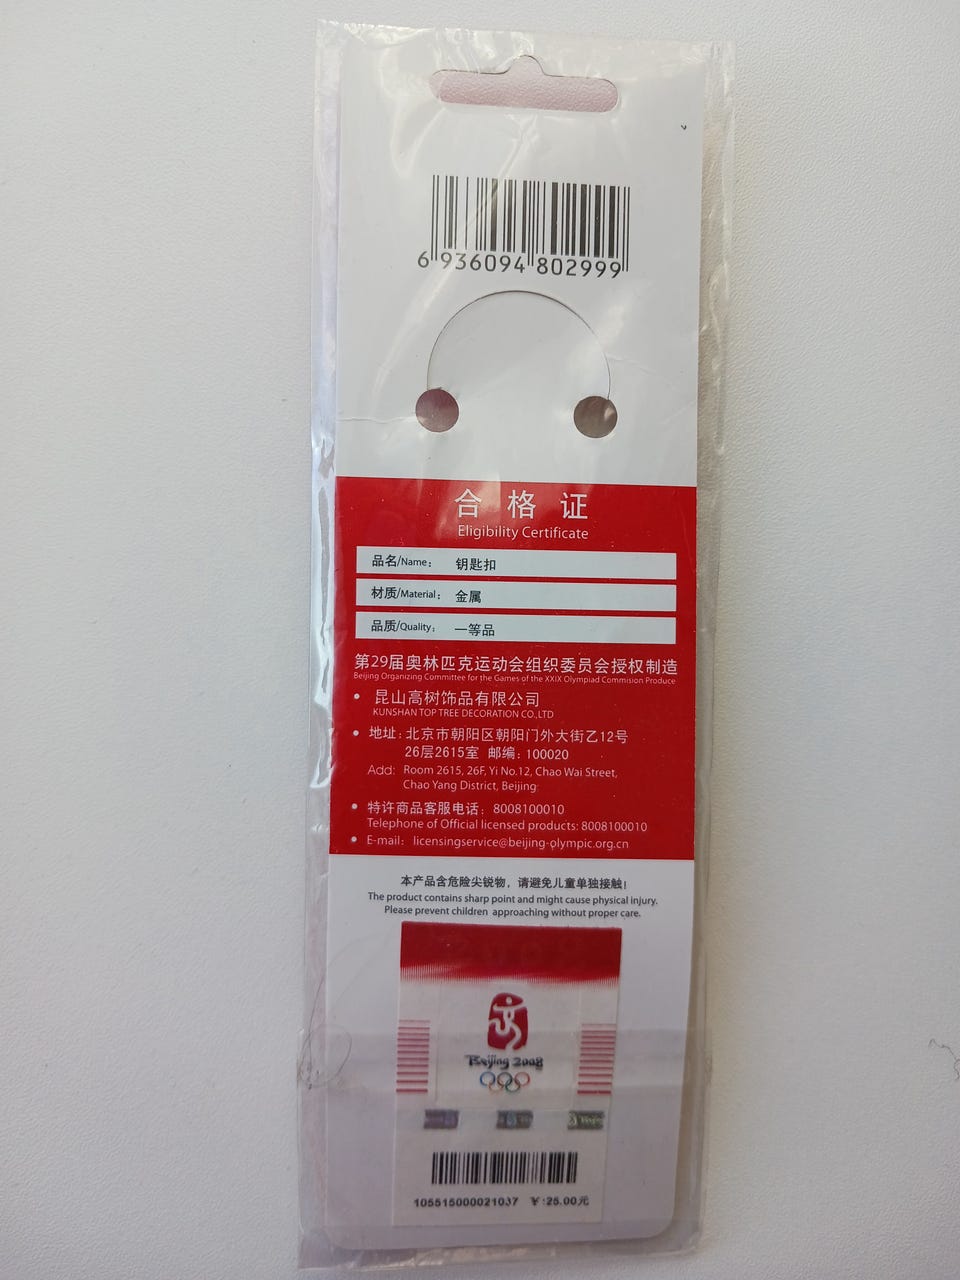 6 936094 802999
合格证
Eligibility Certificate
品名/Name： 钥匙扣
材质/Material： 金属
品质/Quality： 一等品
第29届奥林匹克运动会组织委员会授权制造
Beijing Organizing Committee for the Games of the XXIX Olympiad Commision Produce
• 昆山高树饰品有限公司
KUNSHAN TOP TREE DECORATION CO.,LTD
• 地址：北京市朝阳区朝阳门外大街乙12号
26层2615室 邮编：100020
Add: Room 2615, 26F, Yi No.12, Chao Wai Street,
Chao Yang District, Beijing
• 特许商品客服电话：8008100010
Telephone of Official licensed products: 8008100010
• E-mail: licensingservice@beijing-olympic.org.cn
本产品含危险尖锐物，请避免儿童单独接触！
The product contains sharp point and might cause physical injury.
Please prevent children approaching without proper care.
Beijing 2008
105515000021037 ￥:25.00元